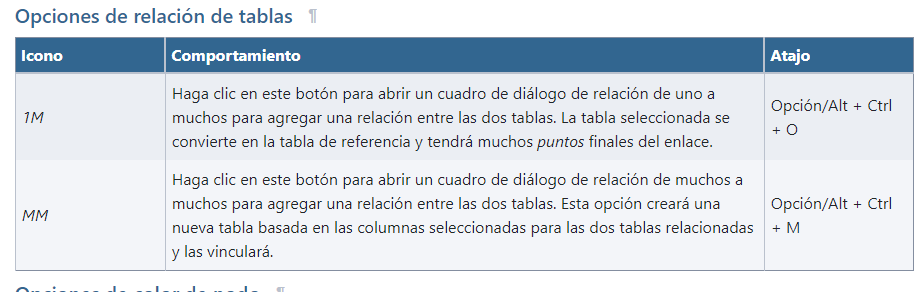 Opciones de relación de tablas ¶
Icono Comportamiento Atajo
1M
Haga clic en este botón para abrir un cuadro de diálogo de relación de uno a
muchos para agregar una relación entre las dos tablas. La tabla seleccionada se
convierte en la tabla de referencia y tendrá muchos puntos finales del enlace.
Opción/Alt + Ctrl
+ O
MM
Haga clic en este botón para abrir un cuadro de diálogo de relación de muchos a
muchos para agregar una relación entre las dos tablas. Esta opción creará una
nueva tabla basada en las columnas seleccionadas para las dos tablas relacionadas
y las vinculará.
Opción/Alt + Ctrl
+ M
Opciones de color de nodo ¶